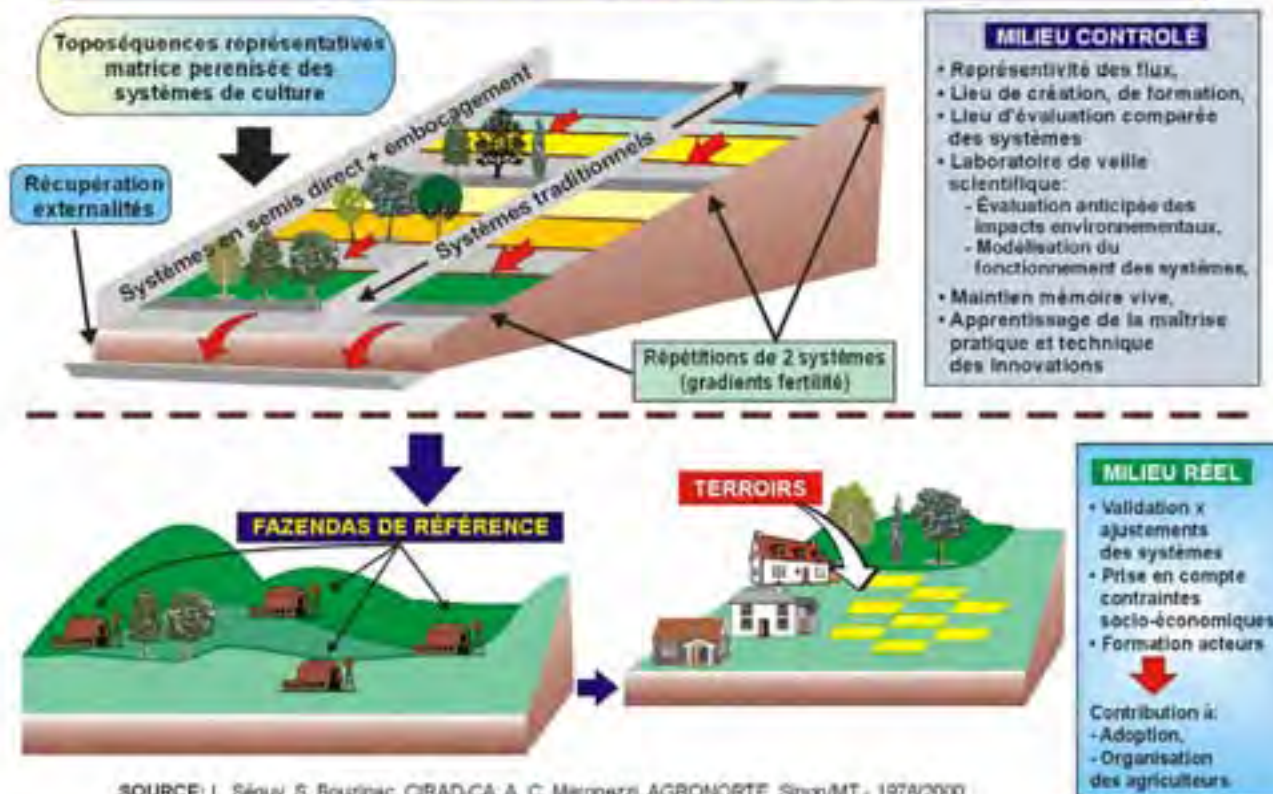 Toposéquences représentatives
matrice perenisée des
systèmes de culture
Récupération
externalités
Systèmes en semis direct + embocagement
Systèmes traditionnels
Répétitions de 2 systèmes
(gradients fertilité)
MILIEU CONTROLÉ
• Représentivité des flux,
• Lieu de création, de formation,
• Lieu d'évaluation comparée
des systèmes
• Laboratoire de veille
scientifique:
- Évaluation anticipée des
impacts environnementaux,
- Modélisation du
fonctionnement des systèmes,
• Maintien mémoire vive,
• Apprentissage de la maîtrise
pratique et technique
des innovations
FAZENDAS DE RÉFÉRENCE
TERROIRS
MILIEU RÉEL
• Validation x
ajustements
des systèmes
• Prise en compte
contraintes
socio-économiques
• Formation acteurs
Contribution à:
- Adoption,
- Organisation
des agriculteurs
SOURCE: L. Séguy, S. Bouzinac, CIRAD-CA; A. C. Maronezzi, AGRONORTE, Sinop/MT - 1978/2000